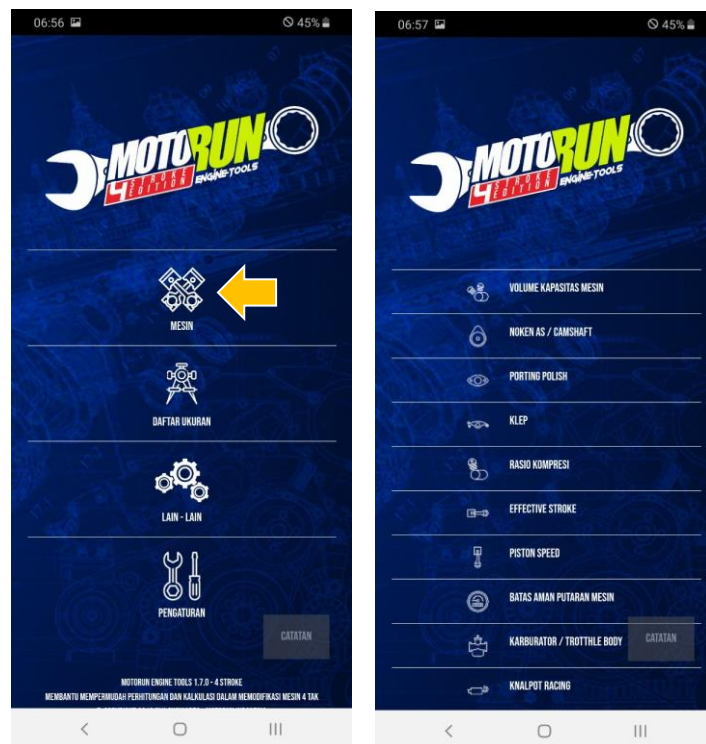 06:56
45%
MOTORUN
4 STROKE
EDITION
ENGINE-TOOLS
MESIN
DAFTAR UKURAN
LAIN - LAIN
PENGATURAN
CATATAN
MOTORUN ENGINE TOOLS 1.7.0 - 4 STROKE
MEMBANTU MEMPERMUDAH PERHITUNGAN DAN KALKULASI DALAM MEMODIFIKASI MESIN 4 TAK
06:57
45%
MOTORUN
4 STROKE
EDITION
ENGINE-TOOLS
VOLUME KAPASITAS MESIN
NOKEN AS / CAMSHAFT
PORTING POLISH
KLEP
RASIO KOMPRESI
EFFECTIVE STROKE
PISTON SPEED
BATAS AMAN PUTARAN MESIN
KARBURATOR / TROTTHLE BODY
CATATAN
KNALPOT RACING